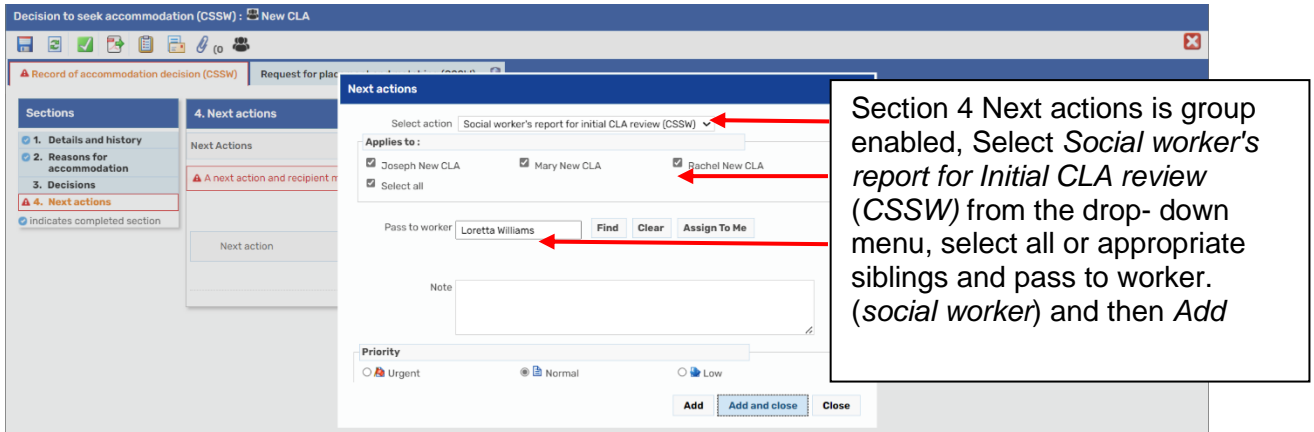 Decision to seek accommodation (CSSW) : New CLA
(0
Record of accommodation decision (CSSW)
Request for
Sections
1. Details and history
2. Reasons for
accommodation
3. Decisions
4. Next actions
indicates completed section
4. Next actions
Next Actions
A next action and recipient m
Next action
Next actions
Select action Social worker's report for initial CLA review (CSSW)
Applies to :
Joseph New CLA Mary New CLA Rachel New CLA
Select all
Pass to worker Loretta Williams Find Clear Assign To Me
Note
Priority
Urgent Normal Low
Add Add and close Close
Section 4 Next actions is group
enabled, Select Social worker's
report for Initial CLA review
(CSSW) from the drop- down
menu, select all or appropriate
siblings and pass to worker.
(social worker) and then Add